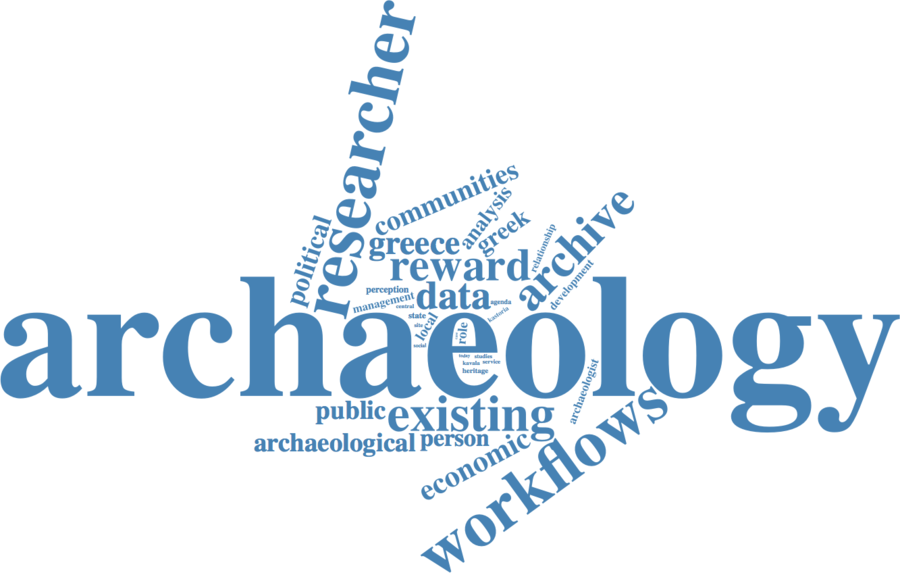 researcher
communities
analysis
political
greek
archive
greece
relationship
reward
development
perception
data
management
central
agenda
kastoria
state
local
role
site
social
archaeology
today
studies
kavala
service
heritage
archaeologist
public
existing
workflows
archaeological
person
economic